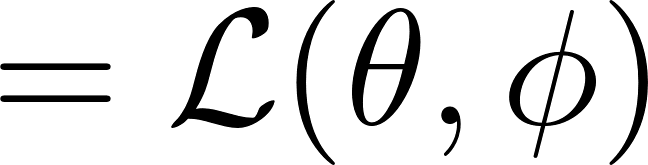 = ℒ(θ, ϕ)